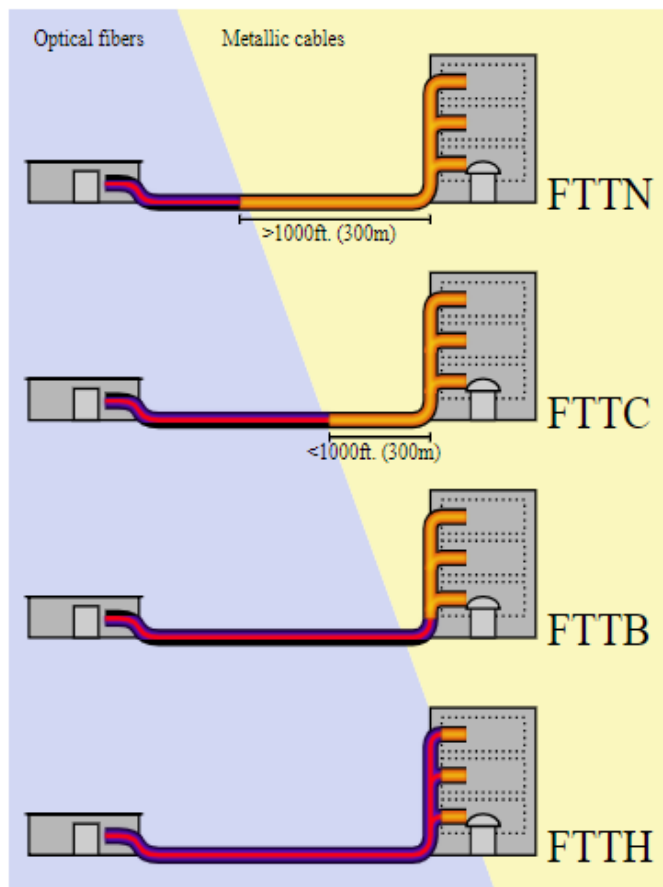 Optical fibers
Metallic cables
FTTN
>1000ft. (300m)
FTTC
<1000ft. (300m)
FTTB
FTTH